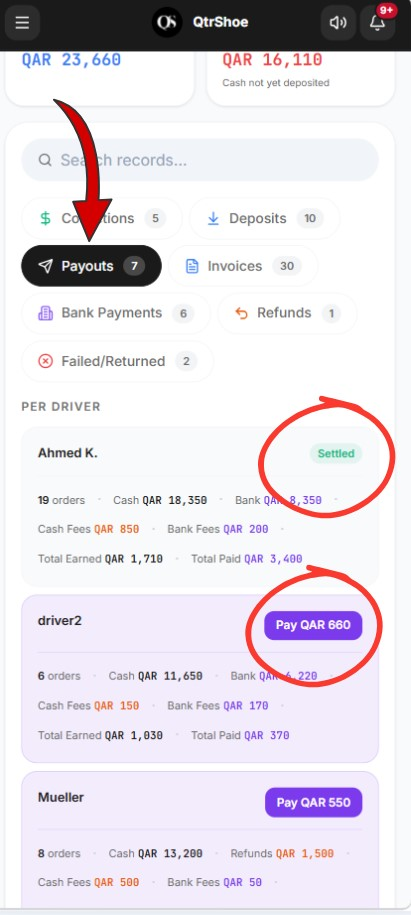 QS QtrShoe 9+
QAR 23,660 QAR 16,110
Cash not yet deposited
Search records...
Collections 5 Deposits 10
Payouts 7 Invoices 30
Bank Payments 6 Refunds 1
Failed/Returned 2
PER DRIVER
Ahmed K. Settled
19 orders · Cash QAR 18,350 · Bank QAR 8,350 ·
Cash Fees QAR 850 · Bank Fees QAR 200 ·
Total Earned QAR 1,710 · Total Paid QAR 3,400
driver2 Pay QAR 660
6 orders · Cash QAR 11,650 · Bank QAR 6,220 ·
Cash Fees QAR 150 · Bank Fees QAR 170 ·
Total Earned QAR 1,030 · Total Paid QAR 370
Mueller Pay QAR 550
8 orders · Cash QAR 13,200 · Refunds QAR 1,500 ·
Cash Fees QAR 500 · Bank Fees QAR 50 ·